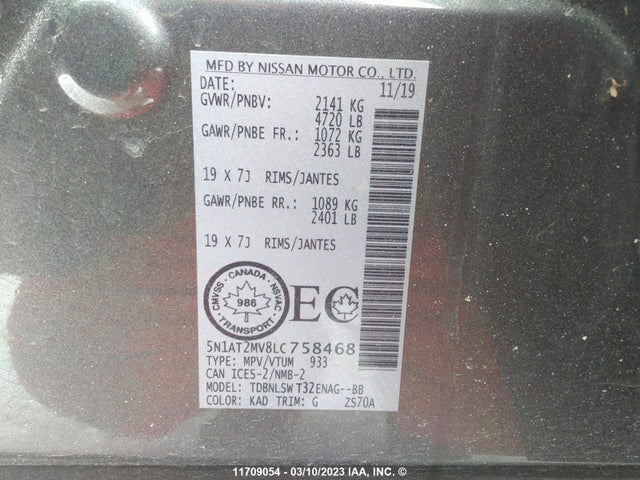 MFD BY NISSAN MOTOR CO., LTD.
DATE: 11/19
GVWR/PNBV: 2141 KG
4720 LB
GAWR/PNBE FR.: 1072 KG
2363 LB
19 X 7J RIMS/JANTES
GAWR/PNBE RR.: 1089 KG
2401 LB
19 X 7J RIMS/JANTES
CMVSS · CANADA · NSVAC
986
TRANSPORT
EC
5N1AT2MV8LC758468
TYPE: MPV/VTUM 933
CAN ICES-2/NMB-2
MODEL: TDBNLSW T32ENAG--BB
COLOR: KAD TRIM: G ZS70A
11709054 - 03/10/2023 IAA, INC. ©